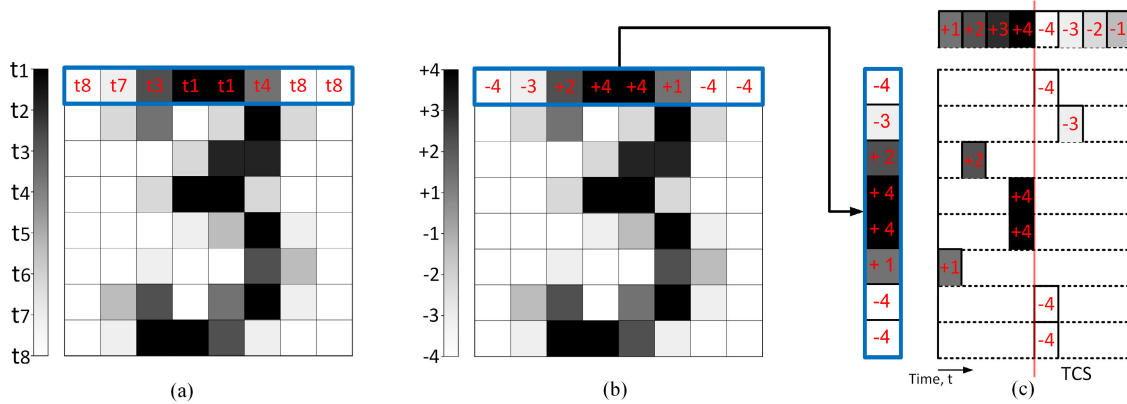 t1
t2
t3
t4
t5
t6
t7
t8
t8 t7 t3 t1 t1 t4 t8 t8
(a)
+4
+3
+2
+1
-1
-2
-3
-4
-4 -3 +2 +4 +4 +1 -4 -4
(b)
-4
-3
+ 2
+ 4
+ 4
+ 1
-4
-4
+1 +2 +3 +4 -4 -3 -2 -1
-4
-3
+2
+4
+4
+1
-4
-4
Time, t
TCS
(c)